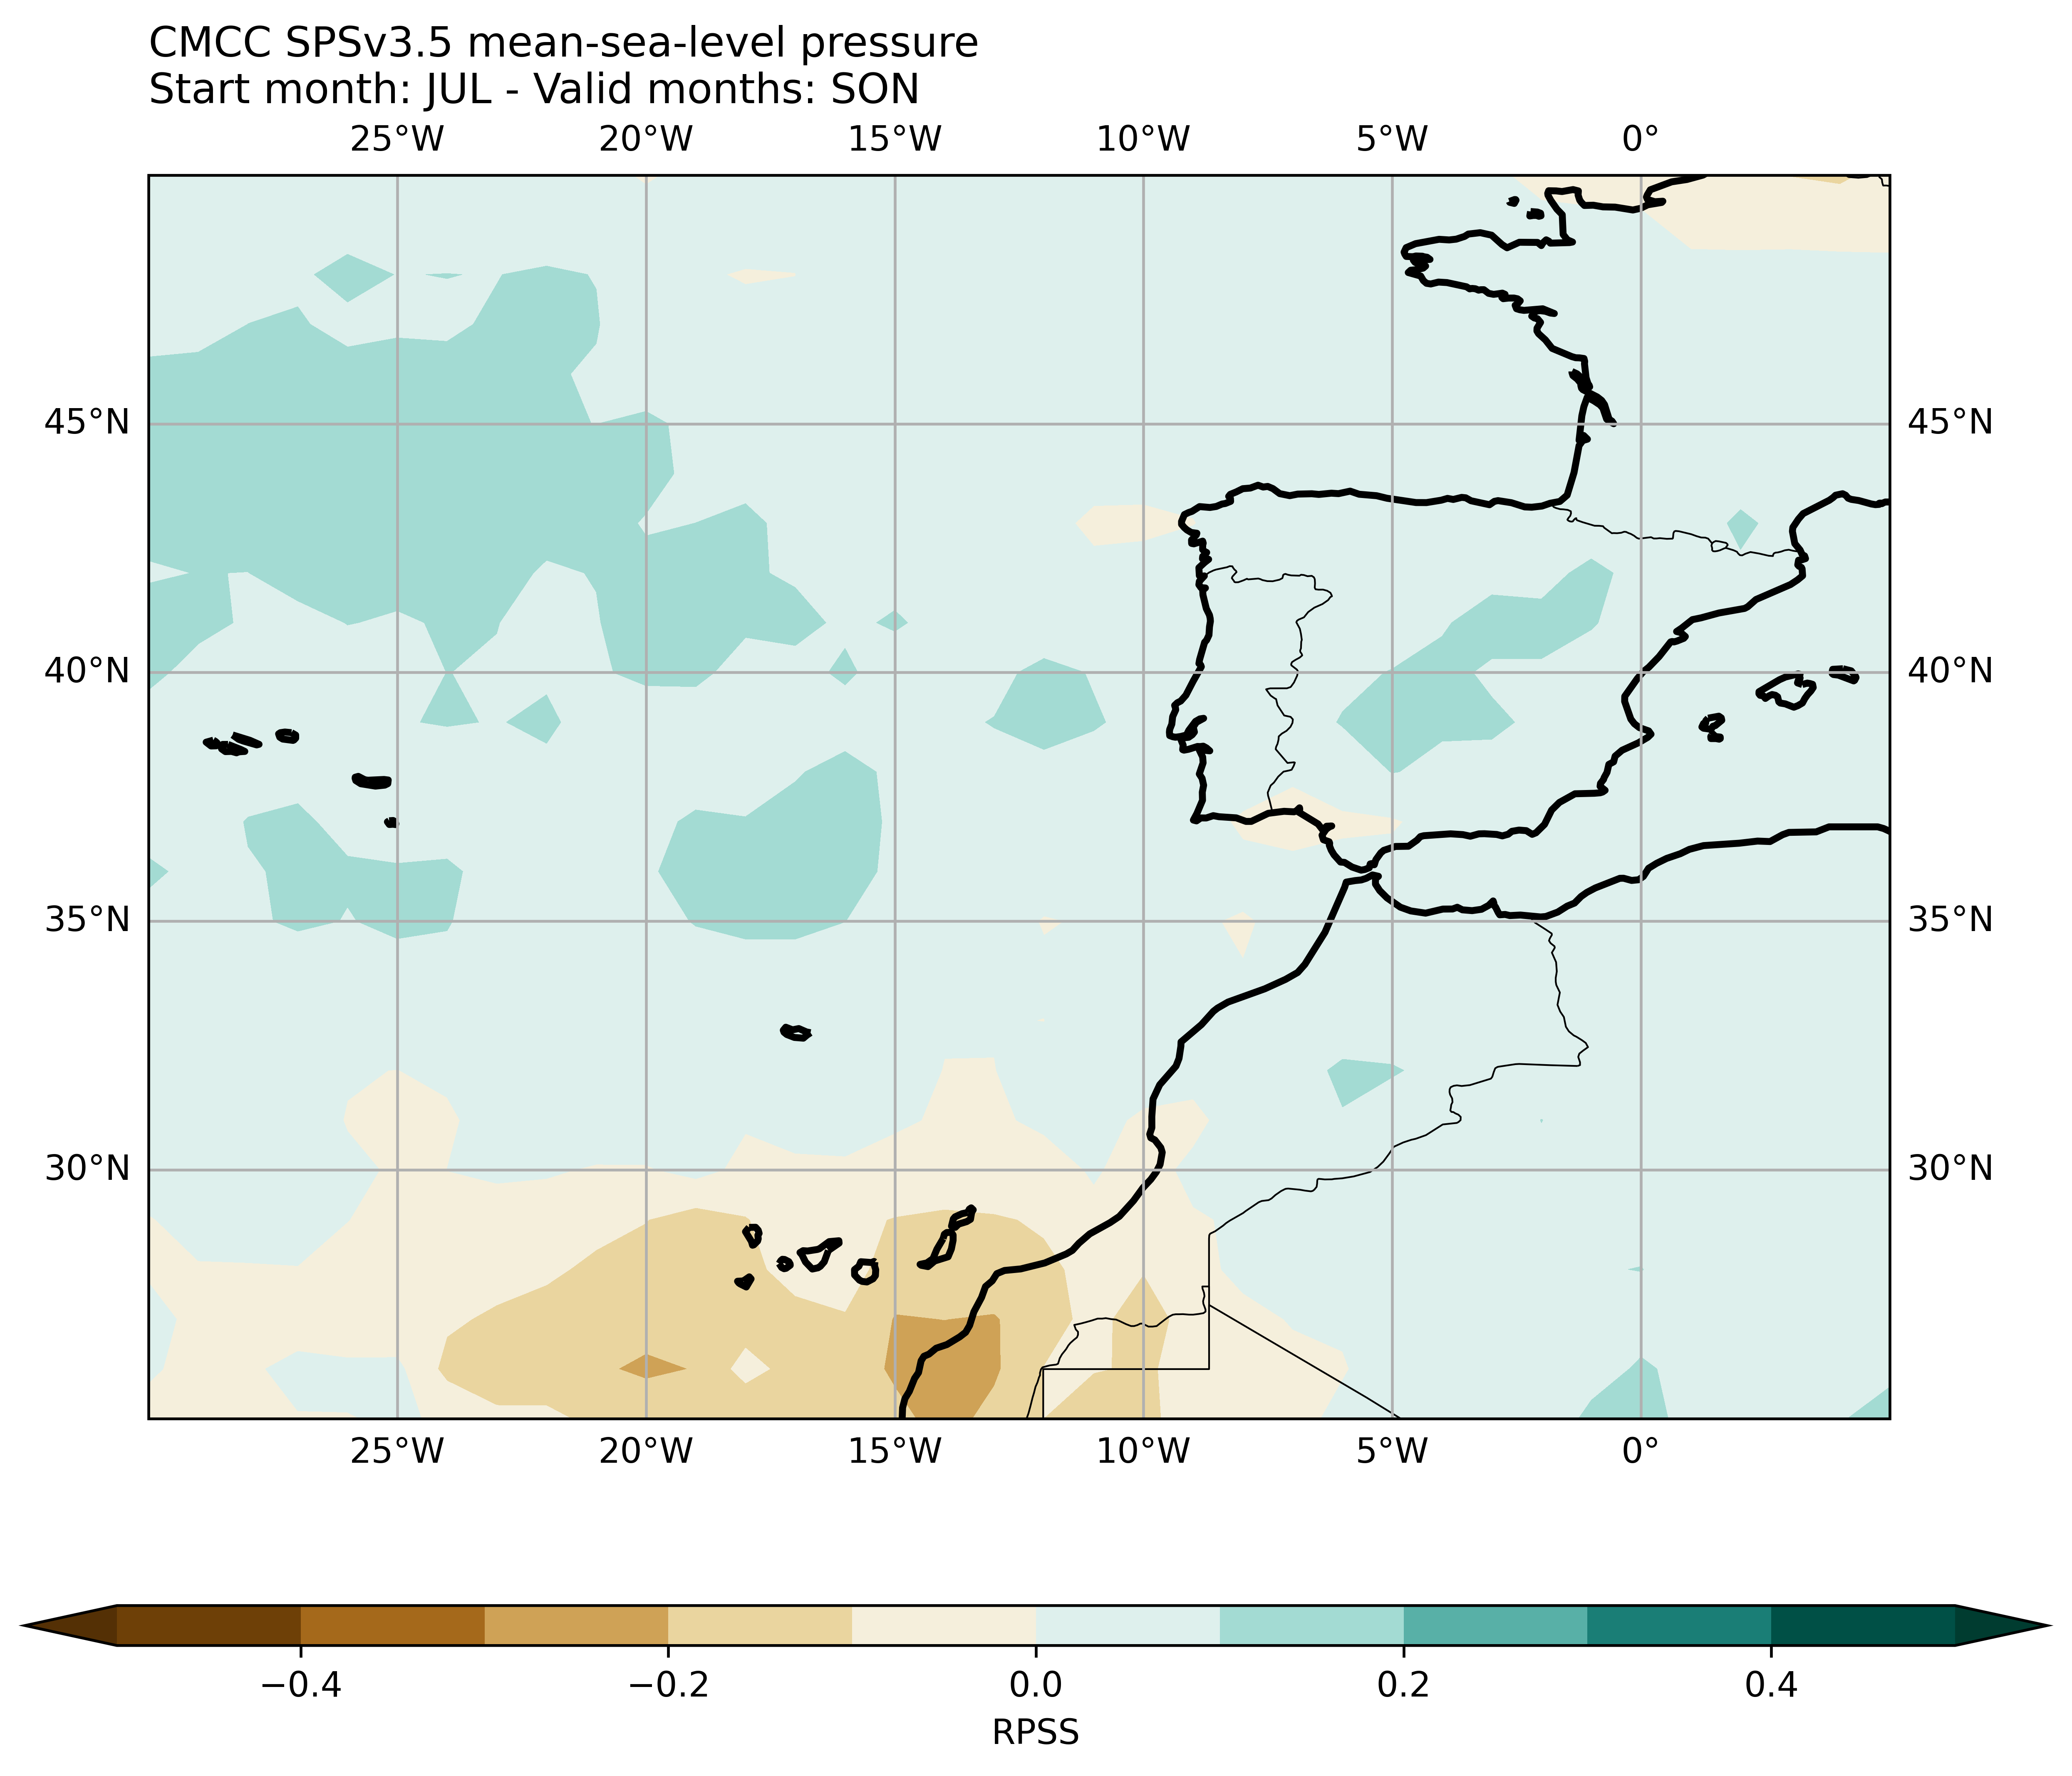 CMCC SPSv3.5 mean-sea-level pressure
Start month: JUL - Valid months: SON
25°W 20°W 15°W 10°W 5°W 0°
45°N 45°N
40°N 40°N
35°N 35°N
30°N 30°N
25°W 20°W 15°W 10°W 5°W 0°
−0.4 −0.2 0.0 0.2 0.4
RPSS